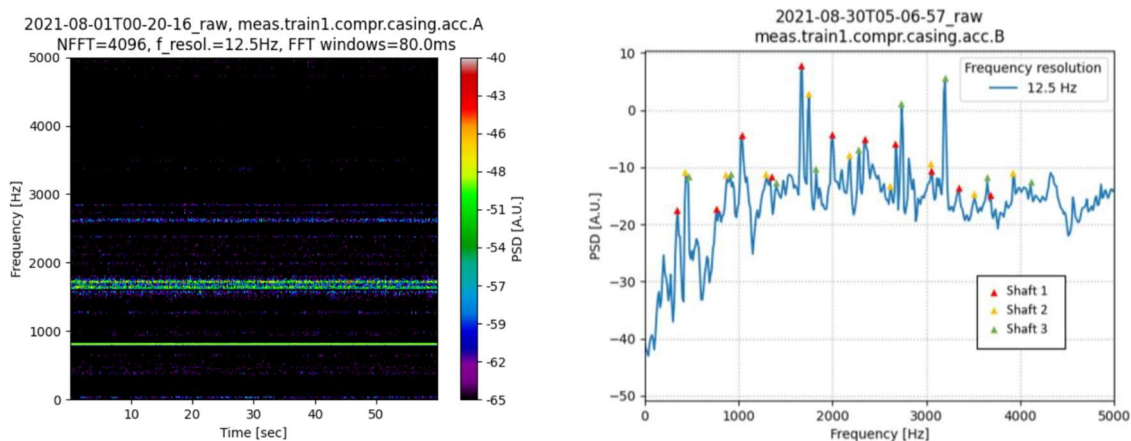 2021-08-01T00-20-16_raw, meas.train1.compr.casing.acc.A
NFFT=4096, f_resol.=12.5Hz, FFT windows=80.0ms
5000
4000
3000
2000
1000
0
Frequency [Hz]
10
20
30
40
50
Time [sec]
-40
-43
-46
-48
-51
-54
-57
-59
-62
-65
PSD [A.U.]
2021-08-30T05-06-57_raw
meas.train1.compr.casing.acc.B
10
0
−10
−20
−30
−40
−50
PSD [A.U.]
Frequency resolution
12.5 Hz
Shaft 1
Shaft 2
Shaft 3
0
1000
2000
3000
4000
5000
Frequency [Hz]